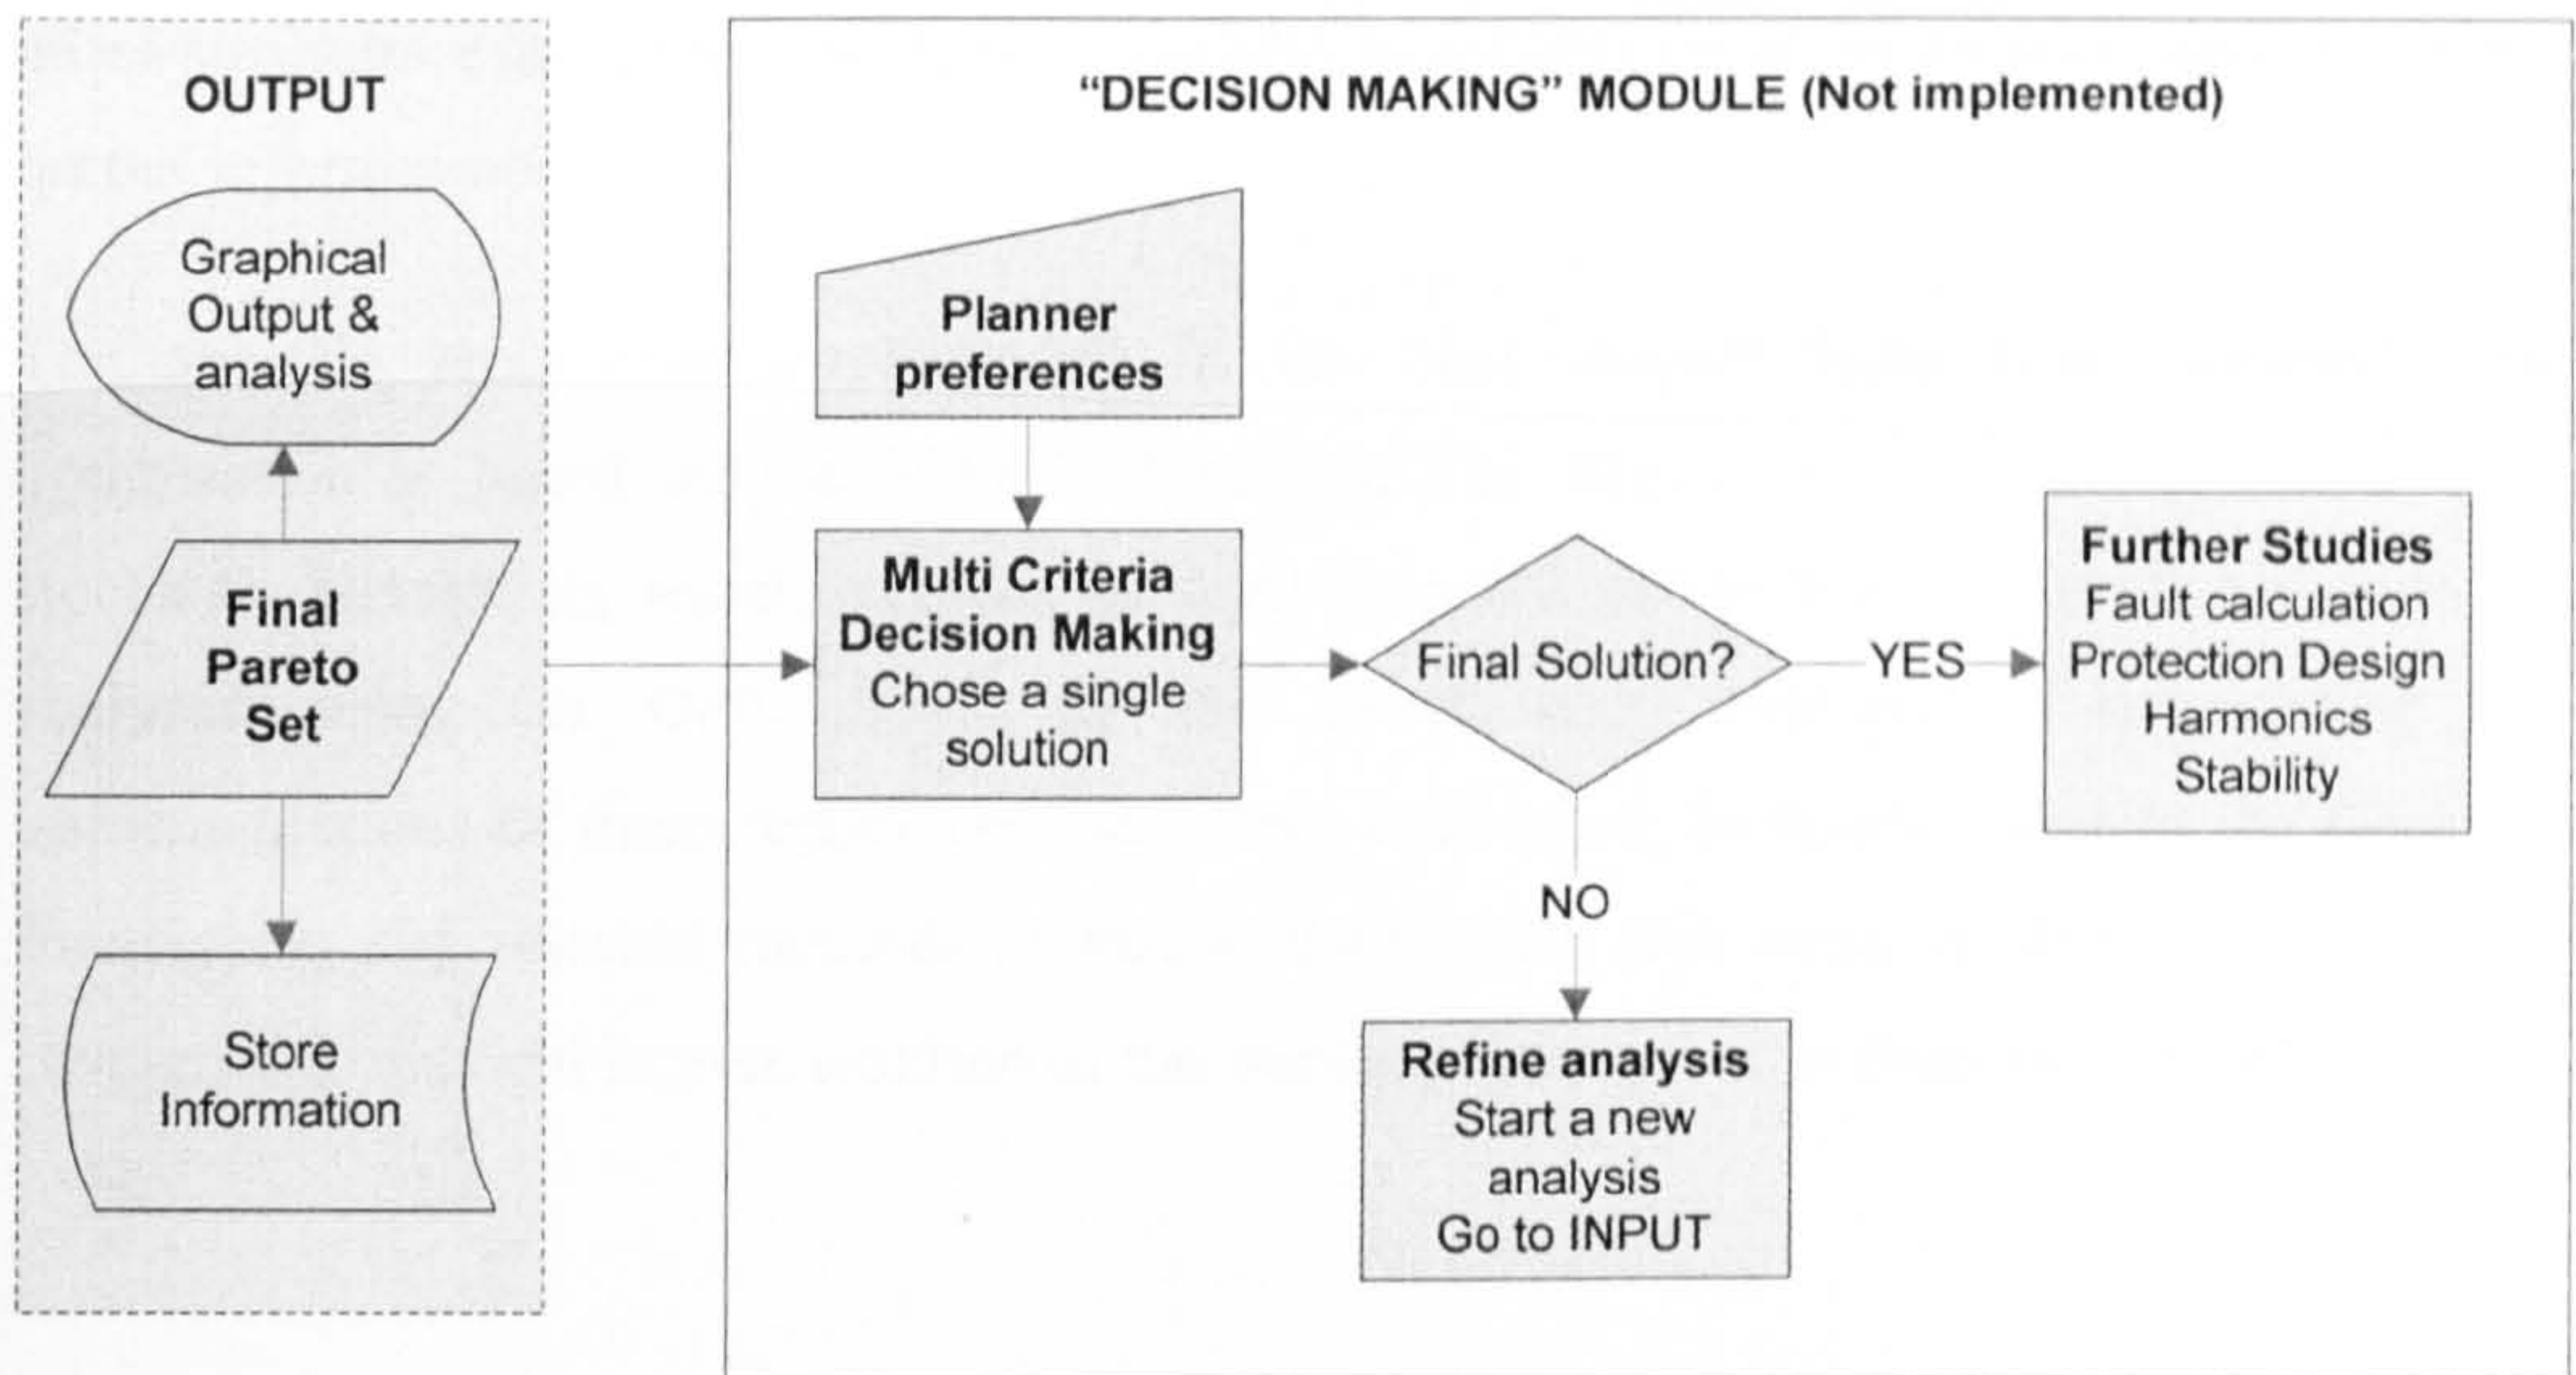 OUTPUT
Graphical
Output &
analysis
Final
Pareto
Set
Store
Information
“DECISION MAKING” MODULE (Not implemented)
Planner
preferences
Multi Criteria
Decision Making
Chose a single
solution
Final Solution?
YES
Further Studies
Fault calculation
Protection Design
Harmonics
Stability
NO
Refine analysis
Start a new
analysis
Go to INPUT